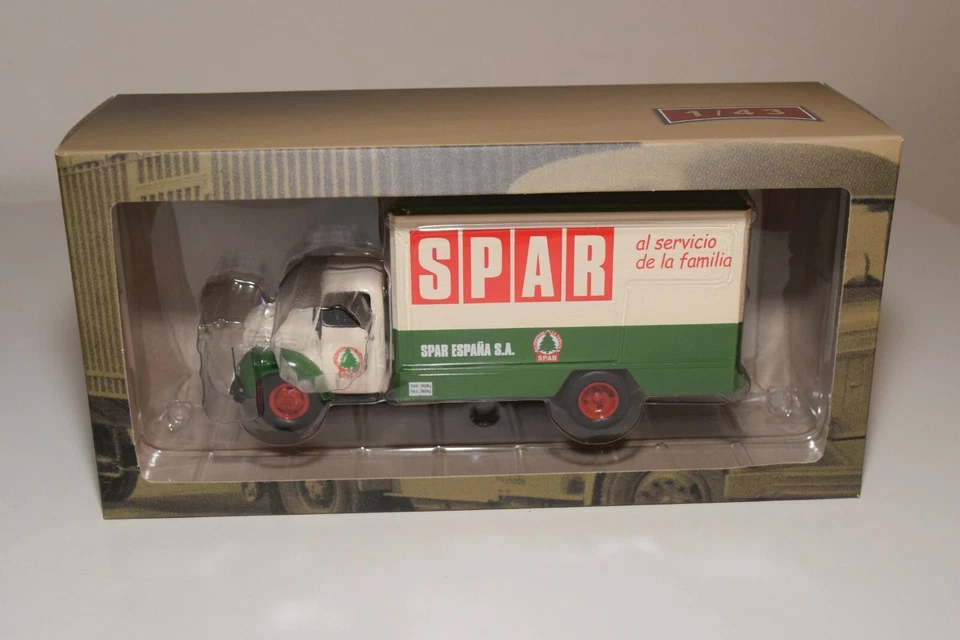 1/43
SPAR
al servicio
de la familia
SPAR ESPAÑA S.A.
SPAR